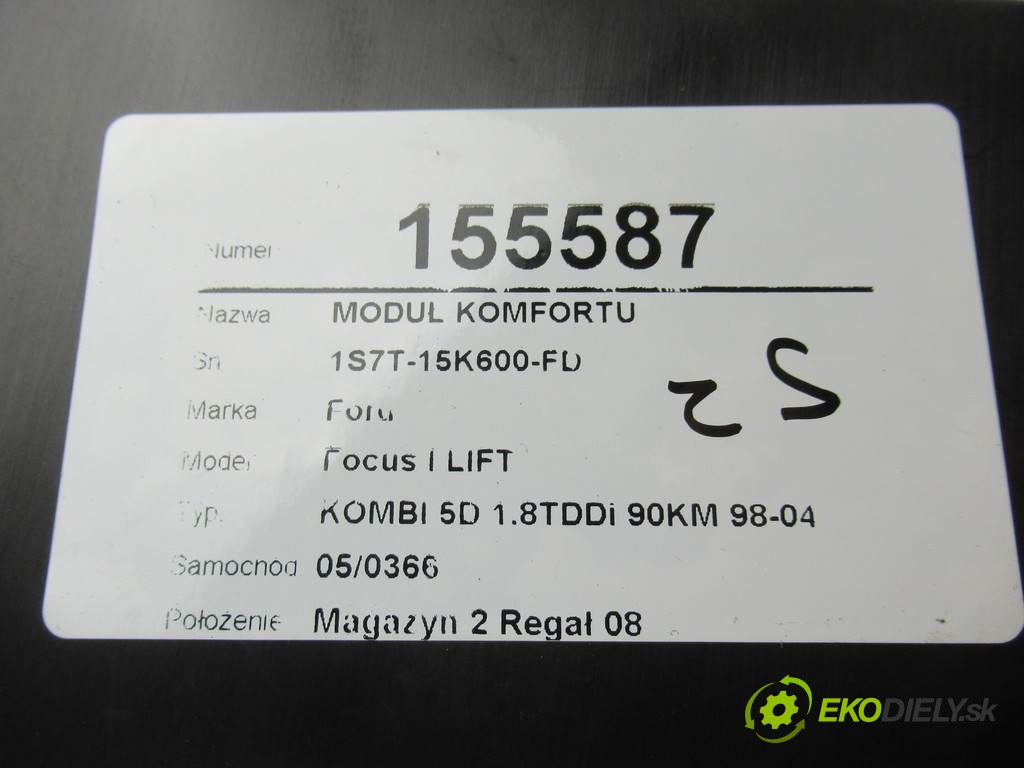 Numer 155587
Nazwa MODUŁ KOMFORTU
Sn 1S7T-15K600-FD
Marka Ford
Model Focus I LIFT
Typ. KOMBI 5D 1.8TDDi 90KM 98-04
Samochód 05/0366
Położenie Magazyn 2 Regał 08
EKODIELY.sk